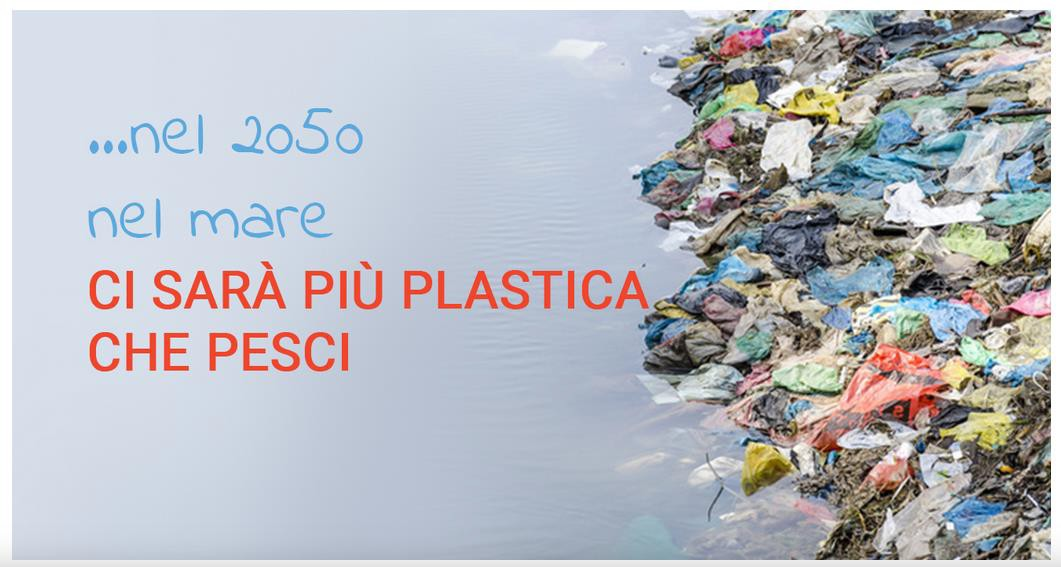 ...nel 2050
nel mare
CI SARÀ PIÙ PLASTICA
CHE PESCI